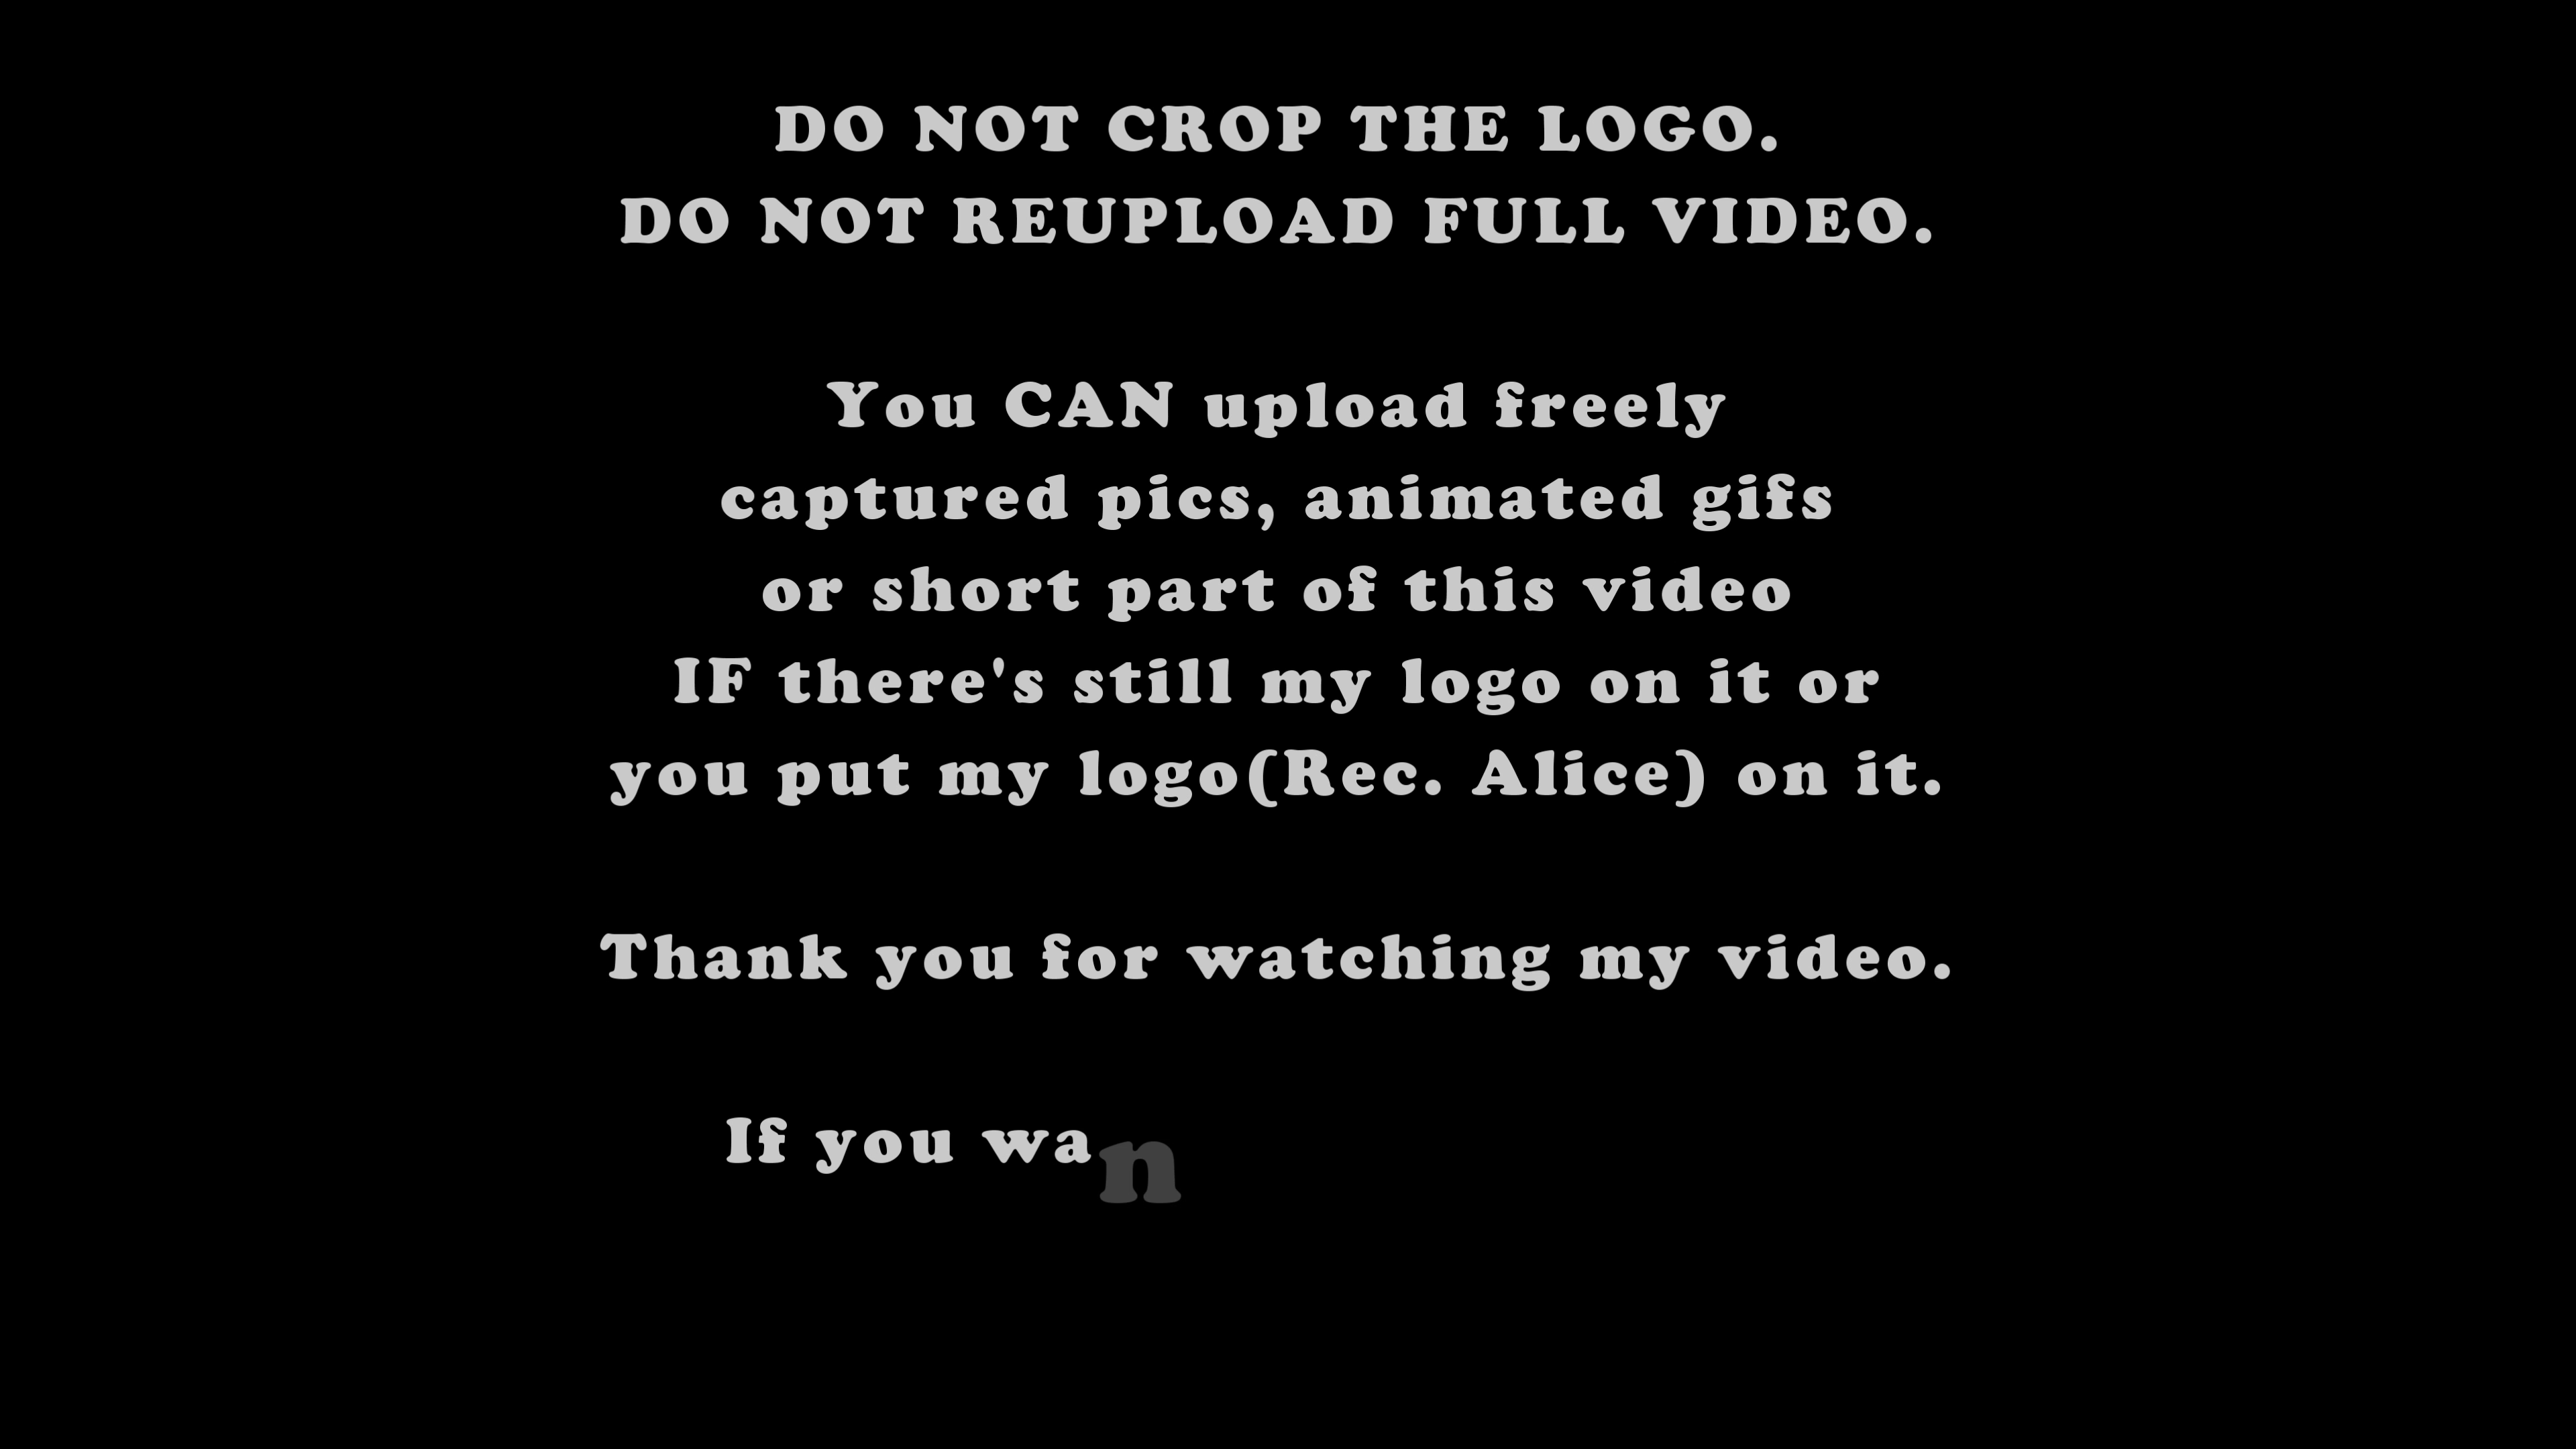 DO NOT CROP THE LOGO.
DO NOT REUPLOAD FULL VIDEO.
You CAN upload freely
captured pics, animated gifs
or short part of this video
IF there's still my logo on it or
you put my logo(Rec. Alice) on it.
Thank you for watching my video.
If you wan